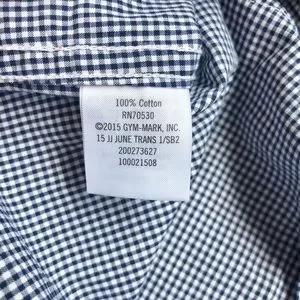 100% Cotton
RN70530
©2015 GYM-MARK, INC.
15 JJ JUNE TRANS 1/SB2
200273627
100021508